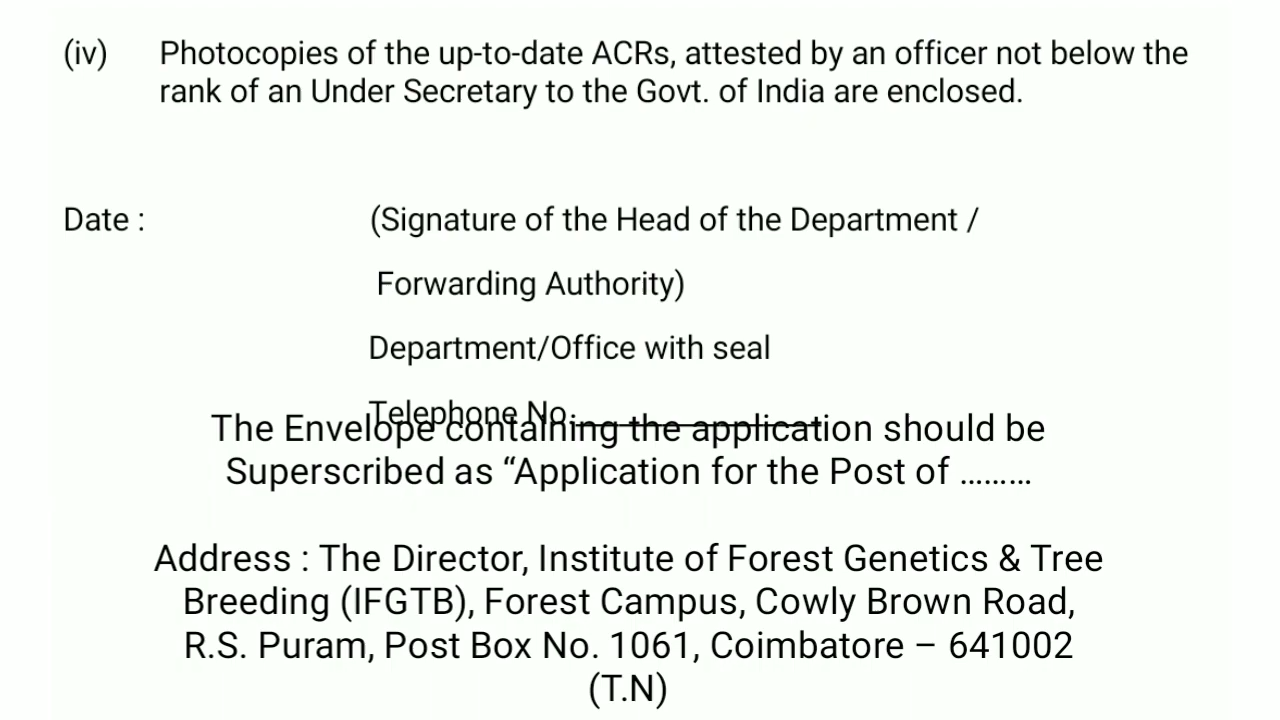 (iv) Photocopies of the up-to-date ACRs, attested by an officer not below the
rank of an Under Secretary to the Govt. of India are enclosed.
Date : (Signature of the Head of the Department /
Forwarding Authority)
Department/Office with seal
Telephone No.______________
The Envelope containing the application should be
Superscribed as “Application for the Post of ………
Address : The Director, Institute of Forest Genetics & Tree
Breeding (IFGTB), Forest Campus, Cowly Brown Road,
R.S. Puram, Post Box No. 1061, Coimbatore – 641002
(T.N)